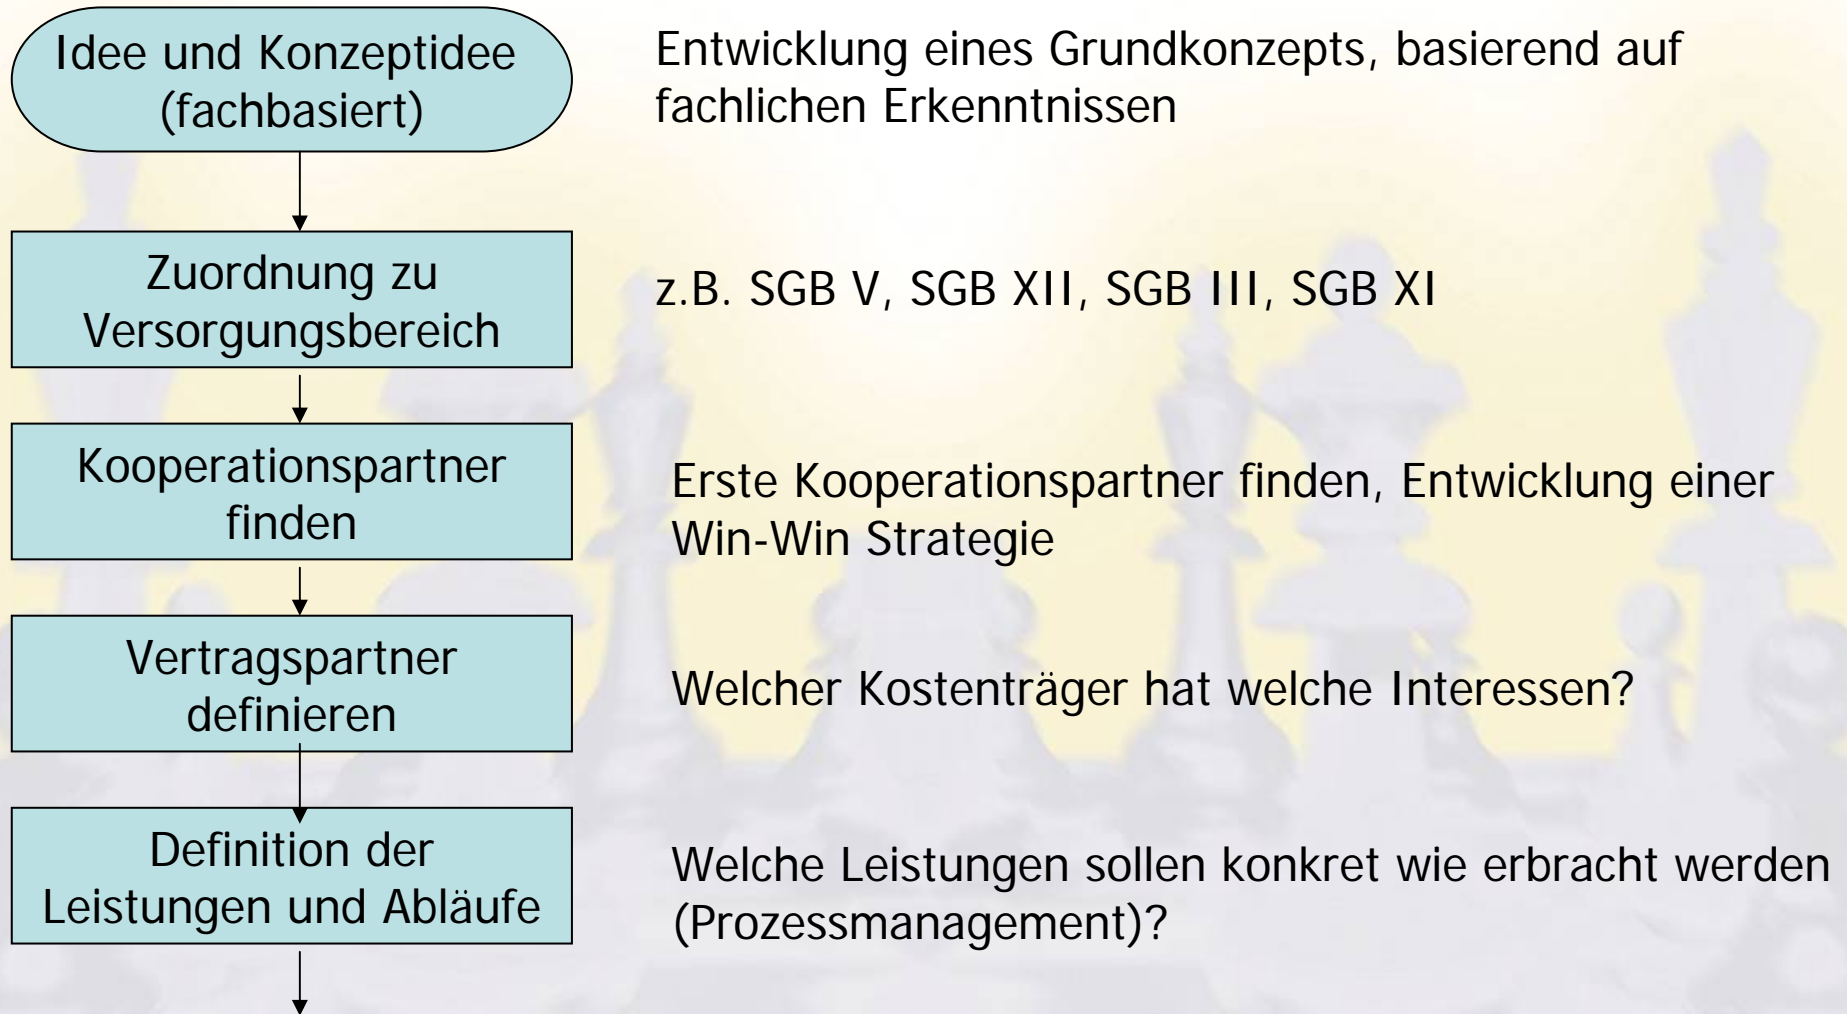 Idee und Konzeptidee
(fachbasiert)
Entwicklung eines Grundkonzepts, basierend auf
fachlichen Erkenntnissen
Zuordnung zu
Versorgungsbereich
z.B. SGB V, SGB XII, SGB III, SGB XI
Kooperationspartner
finden
Erste Kooperationspartner finden, Entwicklung einer
Win-Win Strategie
Vertragspartner
definieren
Welcher Kostenträger hat welche Interessen?
Definition der
Leistungen und Abläufe
Welche Leistungen sollen konkret wie erbracht werden
(Prozessmanagement)?